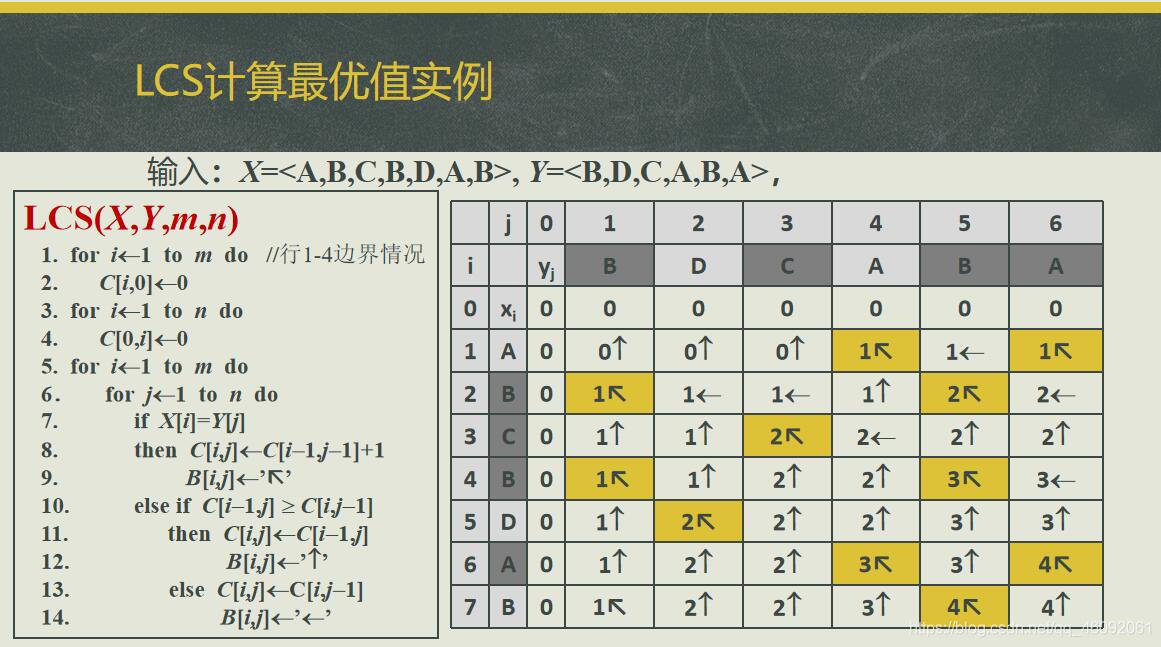 LCS计算最优值实例
输入：X=<A,B,C,B,D,A,B>, Y=<B,D,C,A,B,A>，
LCS(X,Y,m,n)
1. for i←1 to m do //行1-4边界情况
2. C[i,0]←0
3. for i←1 to n do
4. C[0,i]←0
5. for i←1 to m do
6. for j←1 to n do
7. if X[i]=Y[j]
8. then C[i,j]←C[i–1,j–1]+1
9. B[i,j]←’↖’
10. else if C[i–1,j] ≥ C[i,j–1]
11. then C[i,j]←C[i–1,j]
12. B[i,j]←’↑’
13. else C[i,j]←C[i,j–1]
14. B[i,j]←’←’
j 0 1 2 3 4 5 6
i yj B D C A B A
0 xi 0 0 0 0 0 0 0
1 A 0 0↑ 0↑ 0↑ 1↖ 1← 1↖
2 B 0 1↖ 1← 1← 1↑ 2↖ 2←
3 C 0 1↑ 1↑ 2↖ 2← 2↑ 2↑
4 B 0 1↖ 1↑ 2↑ 2↑ 3↖ 3←
5 D 0 1↑ 2↖ 2↑ 2↑ 3↑ 3↑
6 A 0 1↑ 2↑ 2↑ 3↖ 3↑ 4↖
7 B 0 1↖ 2↑ 2↑ 3↑ 4↖ 4↑
https://blog.csdn.net/qq_46092061